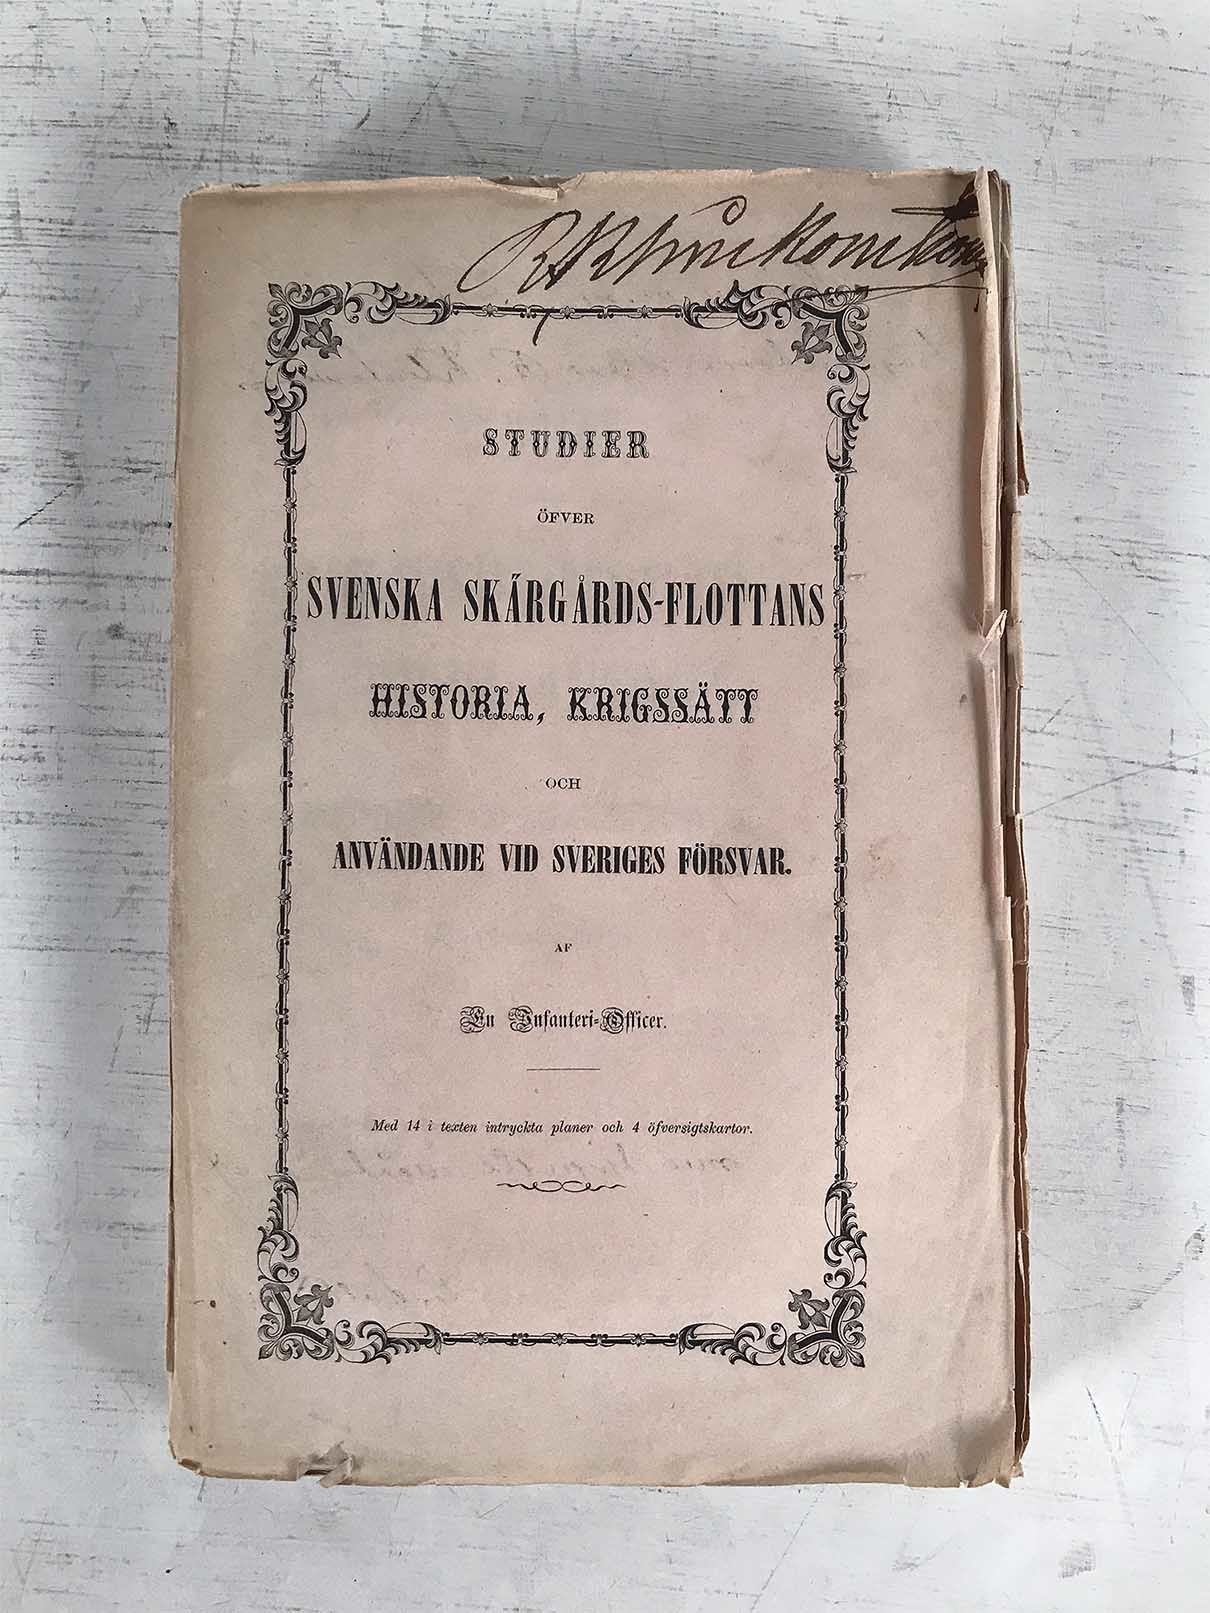 STUDIER
ÖFVER
SVENSKA SKÄRGÅRDS-FLOTTANS
HISTORIA, KRIGSSÄTT
OCH
ANVÄNDANDE VID SVERIGES FÖRSVAR.
AF
En Infanteri-Officer.
Med 14 i texten intryckta planer och 4 öfversigtskartor.